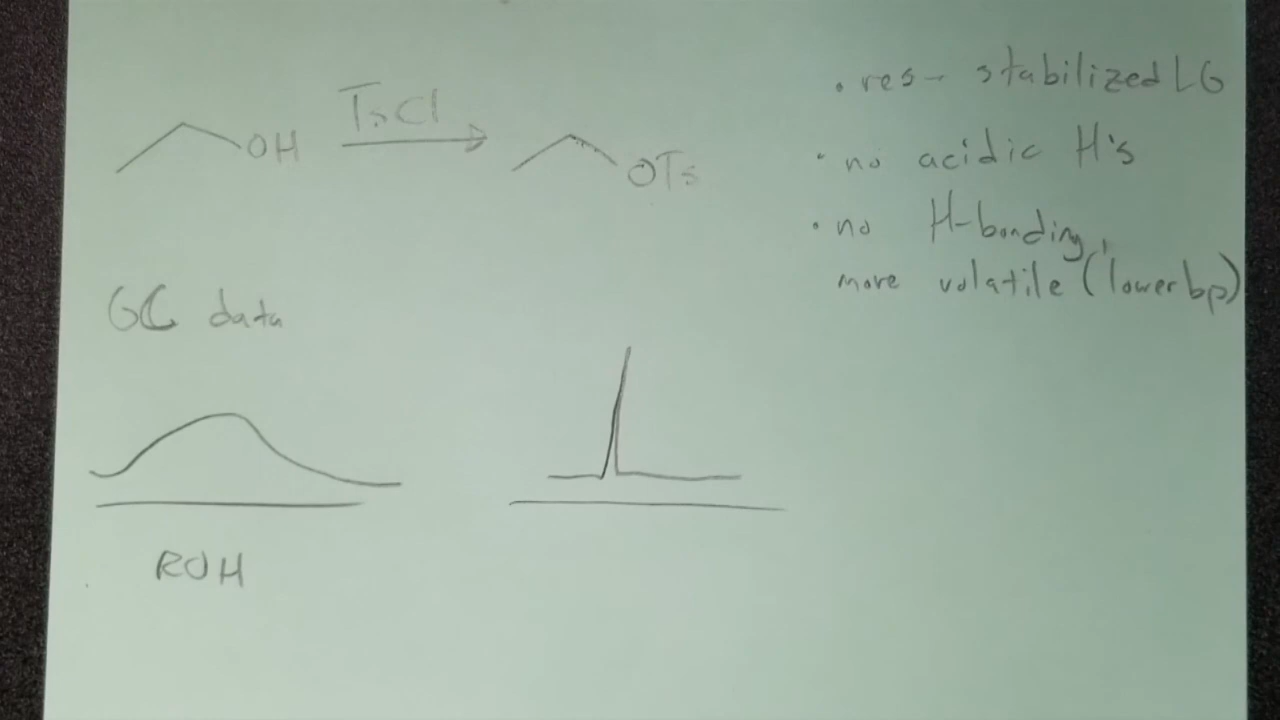 TsCl
OH
OTs
• res- stabilized LG
• no acidic H's
• no H-bonding,
more volatile (lower bp)
GC data
ROH